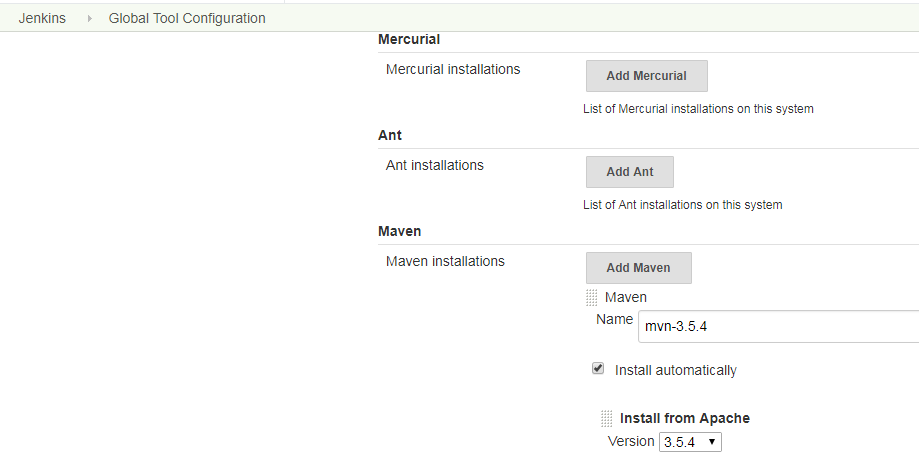 Jenkins Global Tool Configuration
Mercurial
Mercurial installations Add Mercurial
List of Mercurial installations on this system
Ant
Ant installations Add Ant
List of Ant installations on this system
Maven
Maven installations Add Maven
Maven
Name mvn-3.5.4
Install automatically
Install from Apache
Version 3.5.4